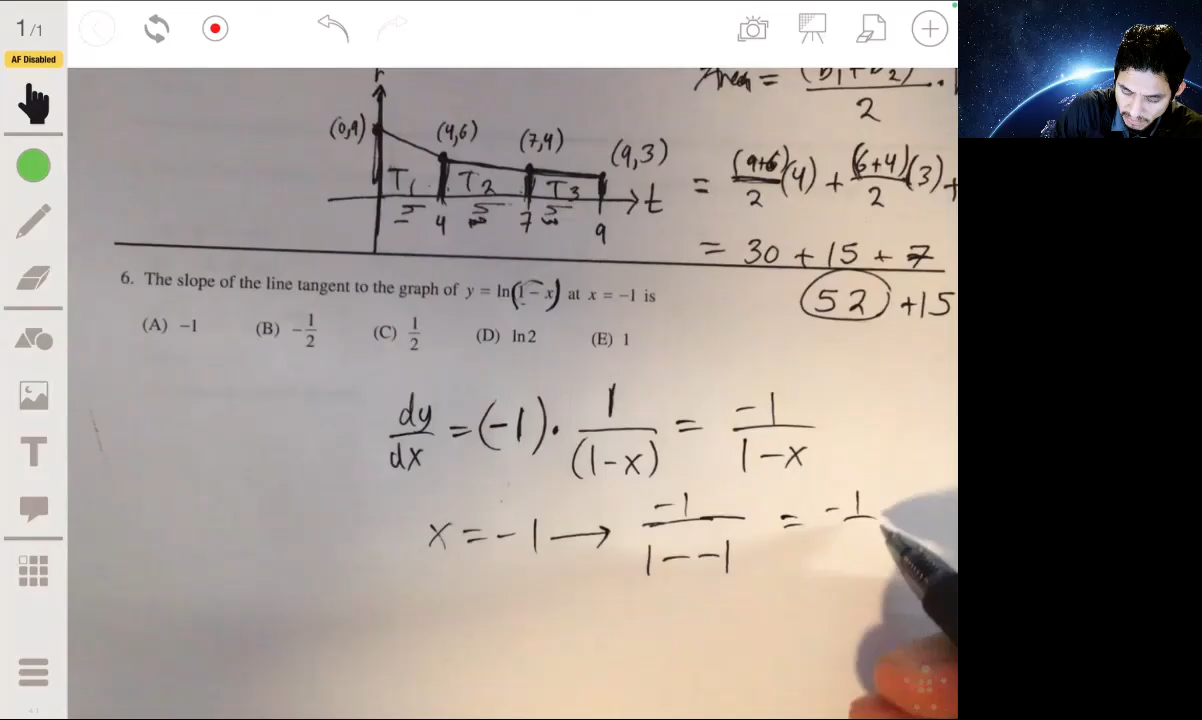 1/1
AF Disabled
r
Area = (b₁+b₂)/2 ·
(0,9) (4,6) (7,4) (9,3)
T₁ T₂ T₃ t
4 7 9
= (9+6)/2 (4) + (6+4)/2 (3) +
= 30 + 15 + 7
52 +15
6. The slope of the line tangent to the graph of y = ln(1 − x) at x = −1 is
(A) −1 (B) −1/2 (C) 1/2 (D) ln 2 (E) 1
dy/dx = (-1) · 1/(1-x) = -1/(1-x)
x = -1 → -1/(1--1) = -1
T